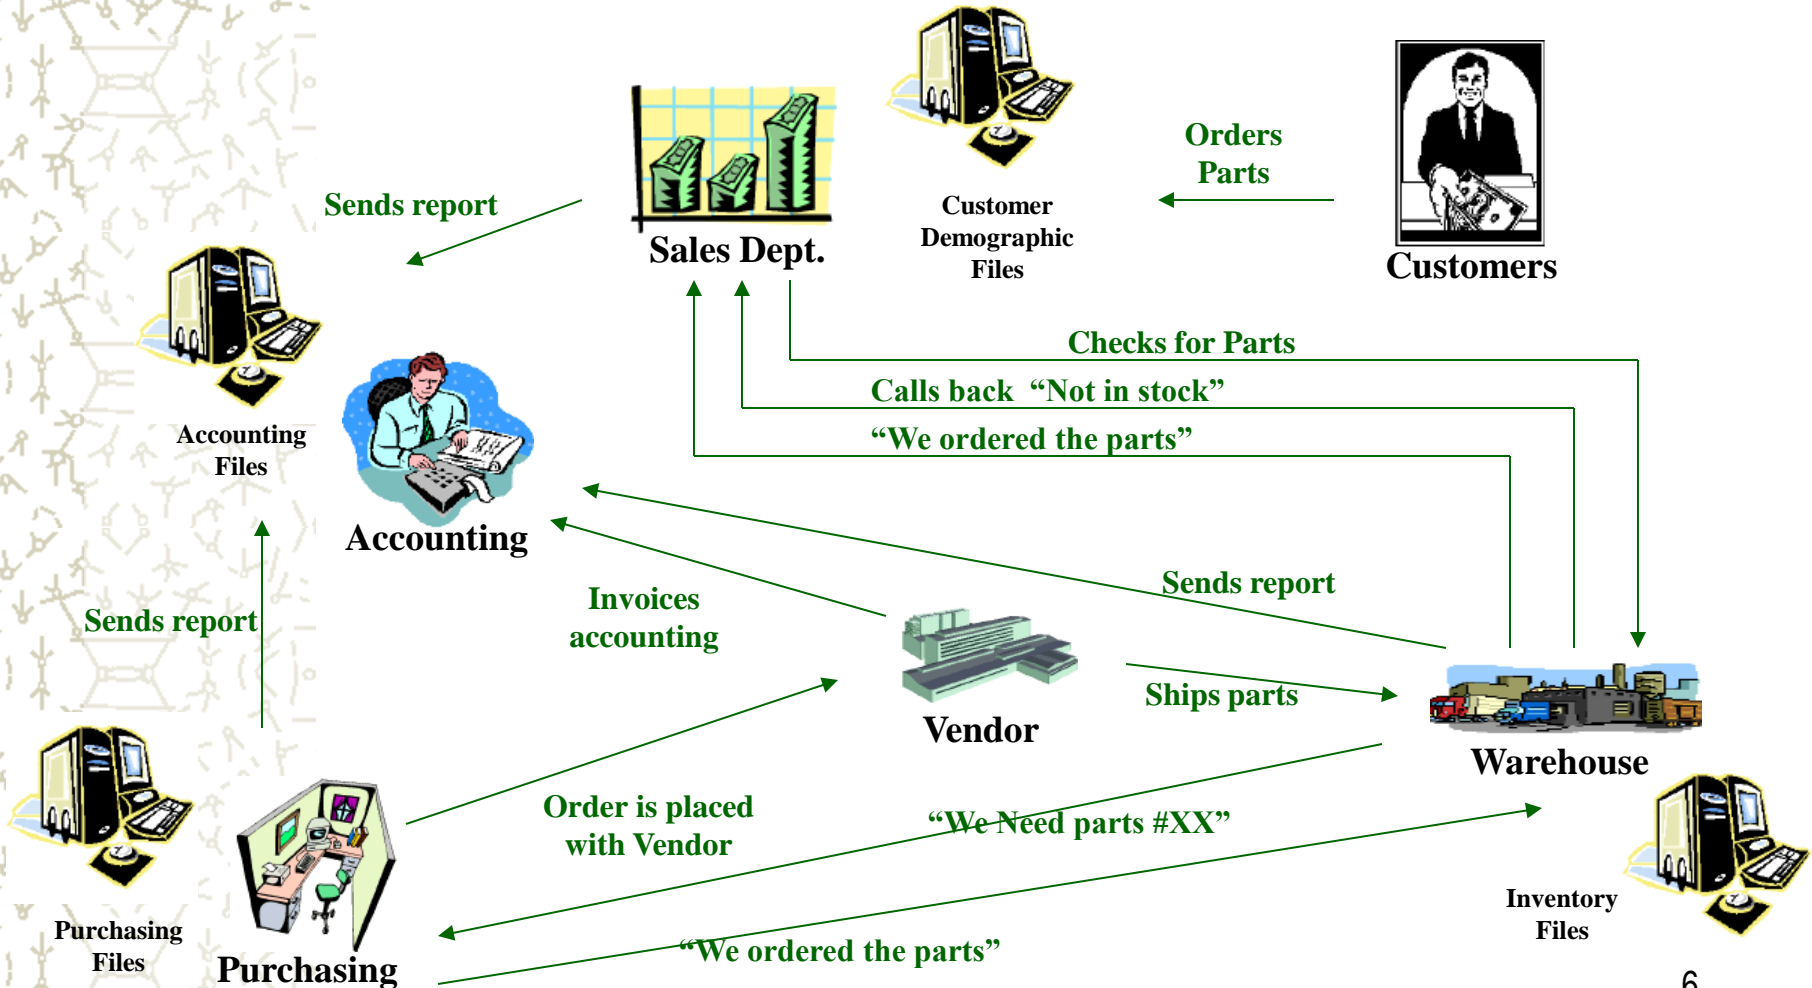 Orders
Parts
Sends report
Customer
Demographic
Files
Sales Dept.
Customers
Checks for Parts
Calls back “Not in stock”
“We ordered the parts”
Accounting
Files
Accounting
Sends report
Invoices
accounting
Sends report
Ships parts
Vendor
Warehouse
Order is placed
with Vendor
“We Need parts #XX”
Inventory
Files
Purchasing
Files
“We ordered the parts”
Purchasing
6